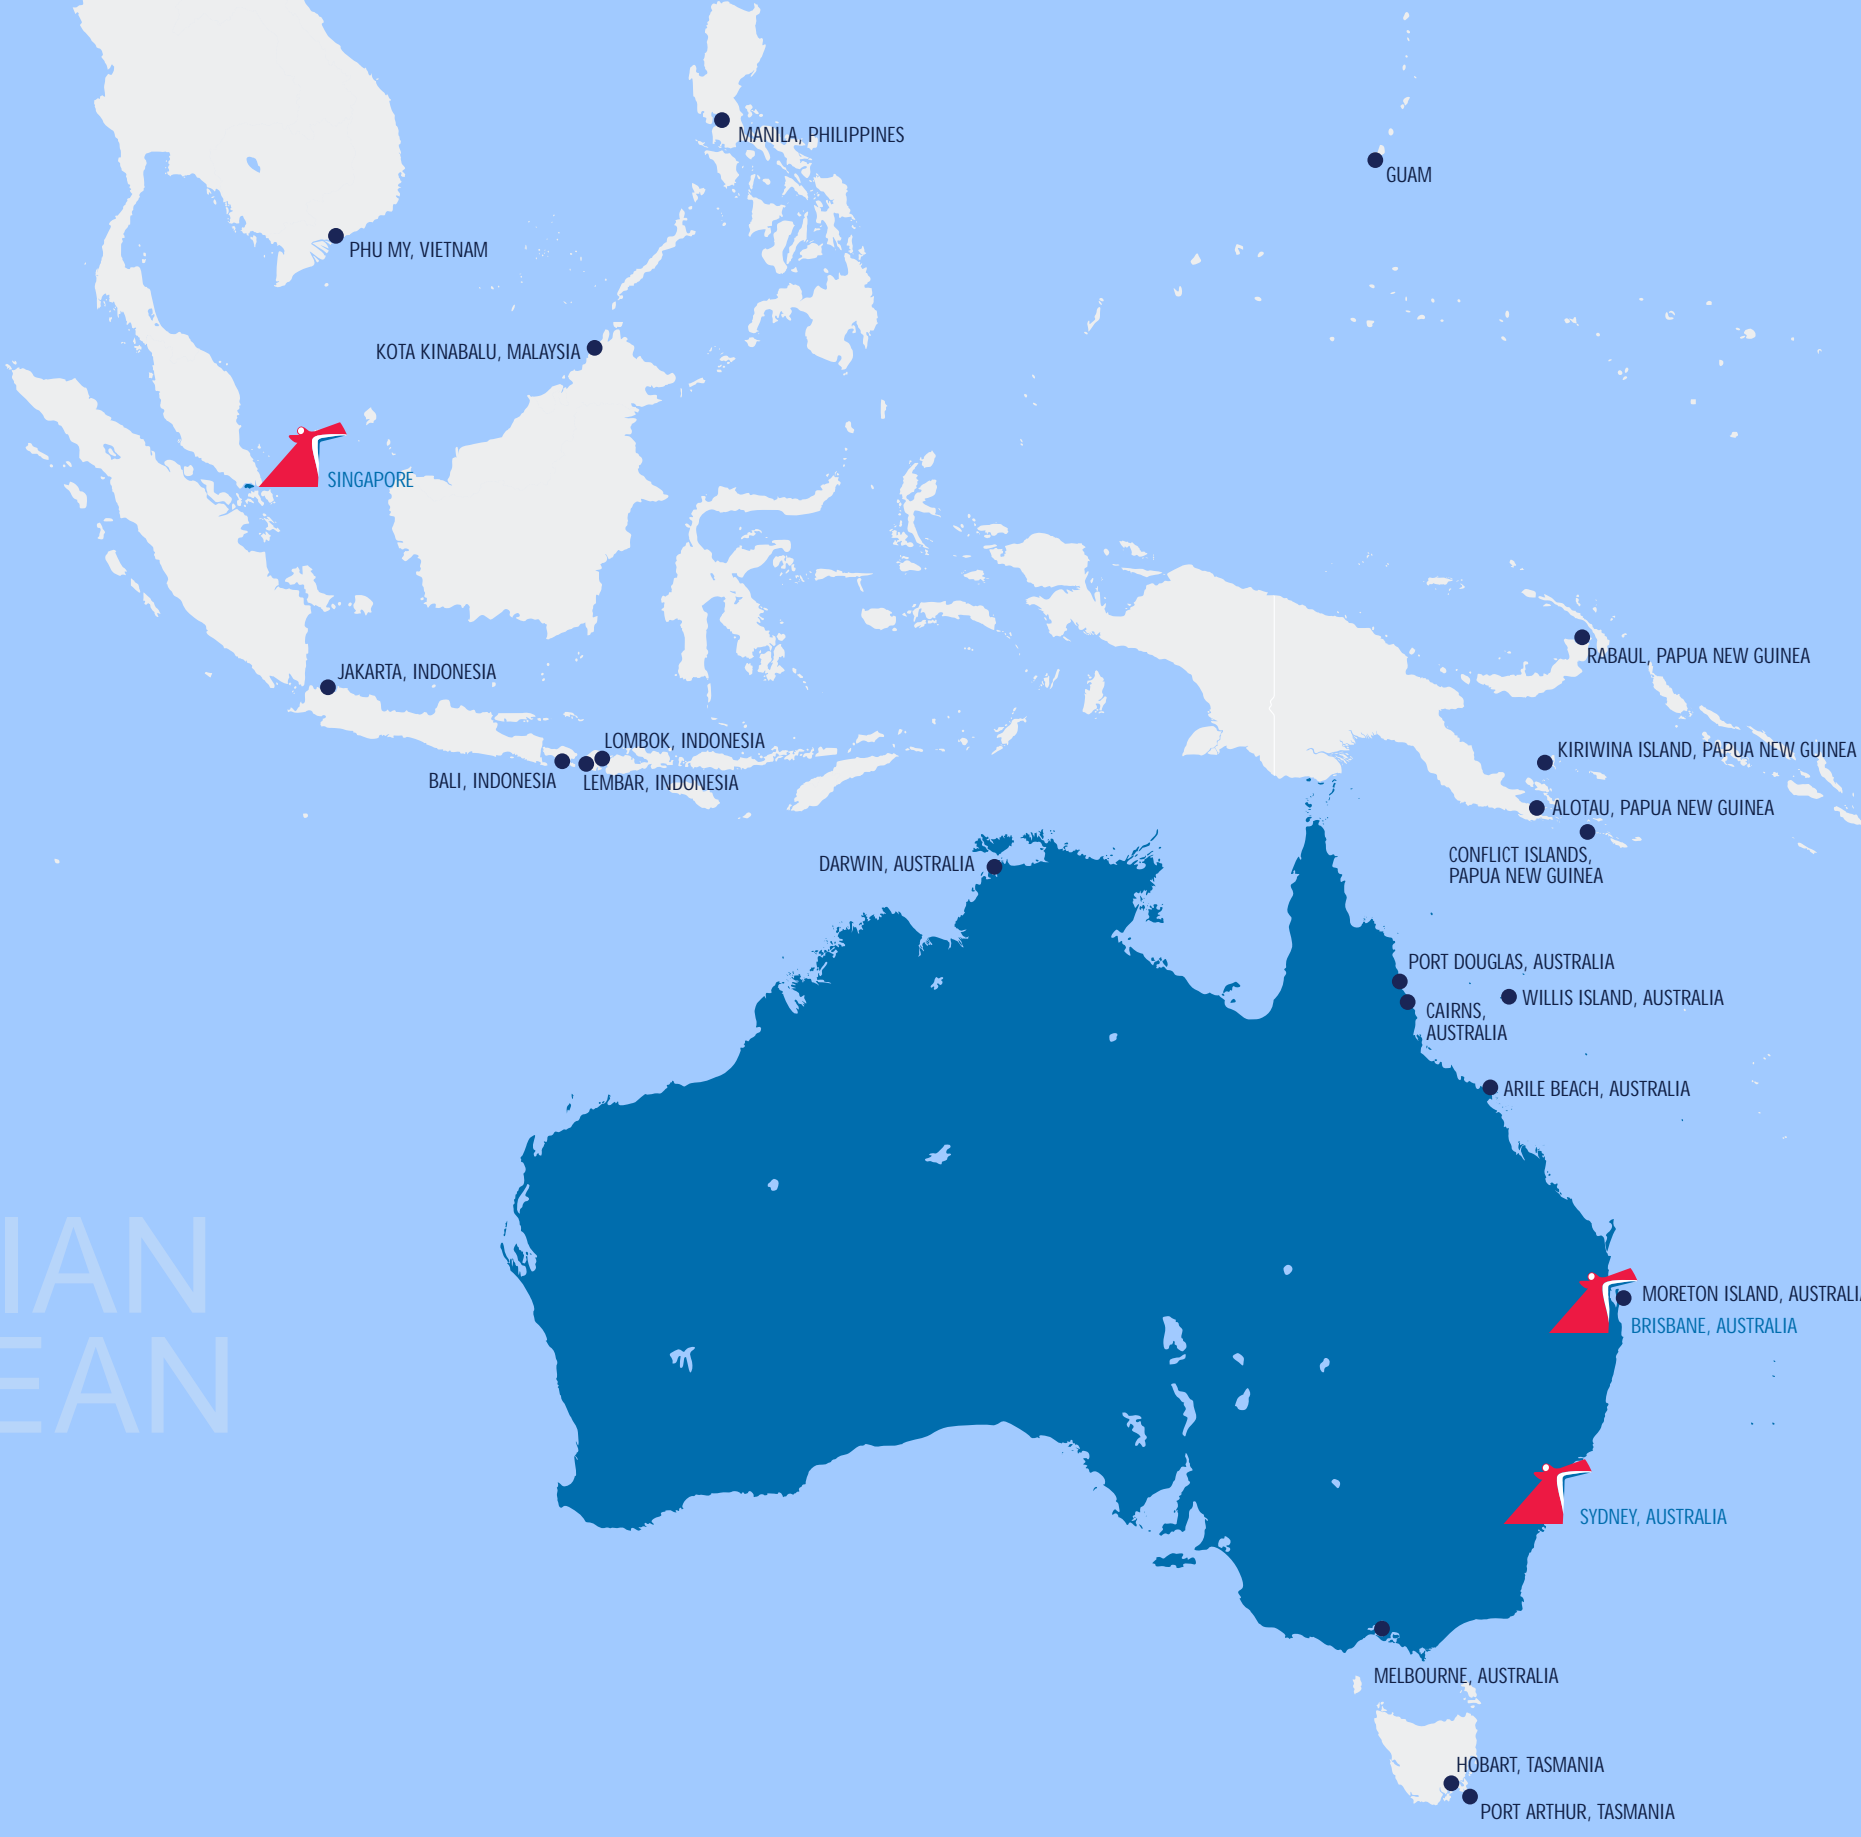 MANILA, PHILIPPINES
GUAM
PHU MY, VIETNAM
KOTA KINABALU, MALAYSIA
SINGAPORE
RABAUL, PAPUA NEW GUINEA
JAKARTA, INDONESIA
LOMBOK, INDONESIA
KIRIWINA ISLAND, PAPUA NEW GUINEA
BALI, INDONESIA
LEMBAR, INDONESIA
ALOTAU, PAPUA NEW GUINEA
CONFLICT ISLANDS,
PAPUA NEW GUINEA
DARWIN, AUSTRALIA
PORT DOUGLAS, AUSTRALIA
WILLIS ISLAND, AUSTRALIA
CAIRNS,
AUSTRALIA
ARILE BEACH, AUSTRALIA
IAN
EAN
MORETON ISLAND, AUSTRALIA
BRISBANE, AUSTRALIA
SYDNEY, AUSTRALIA
MELBOURNE, AUSTRALIA
HOBART, TASMANIA
PORT ARTHUR, TASMANIA